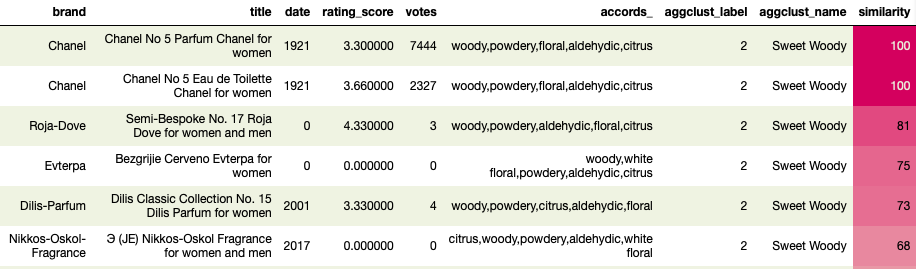 brand title date rating_score votes accords_ aggclust_label aggclust_name similarity
Chanel Chanel No 5 Parfum Chanel for women 1921 3.300000 7444 woody,powdery,floral,aldehydic,citrus 2 Sweet Woody 100
Chanel Chanel No 5 Eau de Toilette Chanel for women 1921 3.660000 2327 woody,powdery,floral,aldehydic,citrus 2 Sweet Woody 100
Roja-Dove Semi-Bespoke No. 17 Roja Dove for women and men 0 4.330000 3 woody,powdery,aldehydic,floral,citrus 2 Sweet Woody 81
Evterpa Bezgrijie Cerveno Evterpa for women 0 0.000000 0 woody,white floral,powdery,aldehydic,citrus 2 Sweet Woody 75
Dilis-Parfum Dilis Classic Collection No. 15 Dilis Parfum for women 2001 3.330000 4 woody,powdery,citrus,aldehydic,floral 2 Sweet Woody 73
Nikkos-Oskol-Fragrance Э (JE) Nikkos-Oskol Fragrance for women and men 2017 0.000000 0 citrus,woody,powdery,aldehydic,white floral 2 Sweet Woody 68